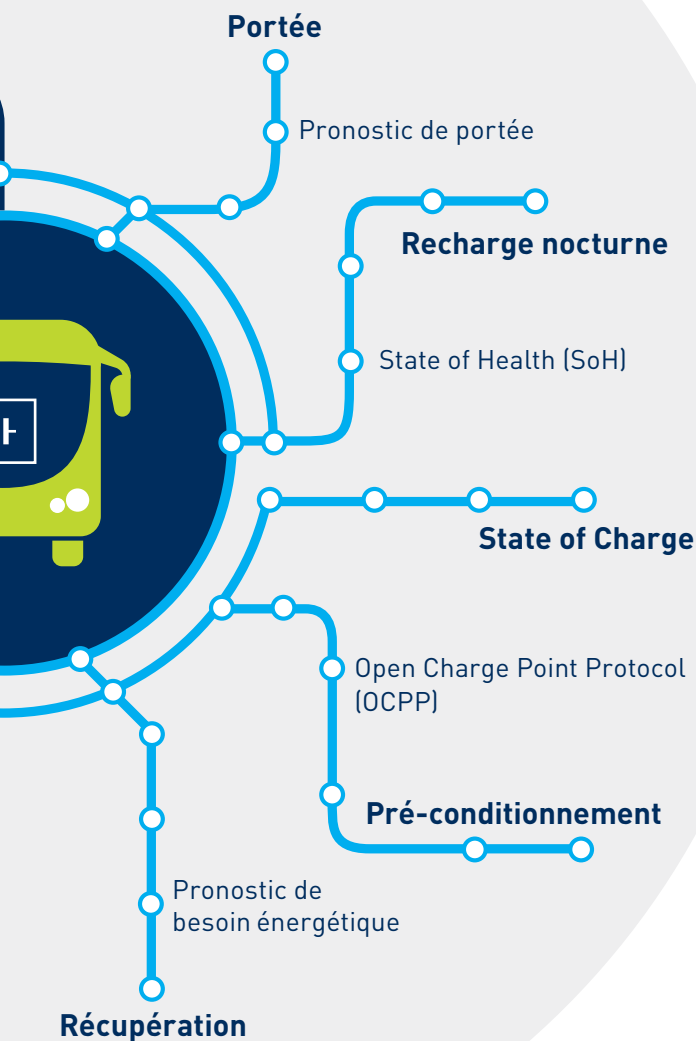 Portée
Pronostic de portée
Recharge nocturne
State of Health (SoH)
State of Charge
Open Charge Point Protocol
(OCPP)
Pré-conditionnement
Pronostic de
besoin énergétique
Récupération